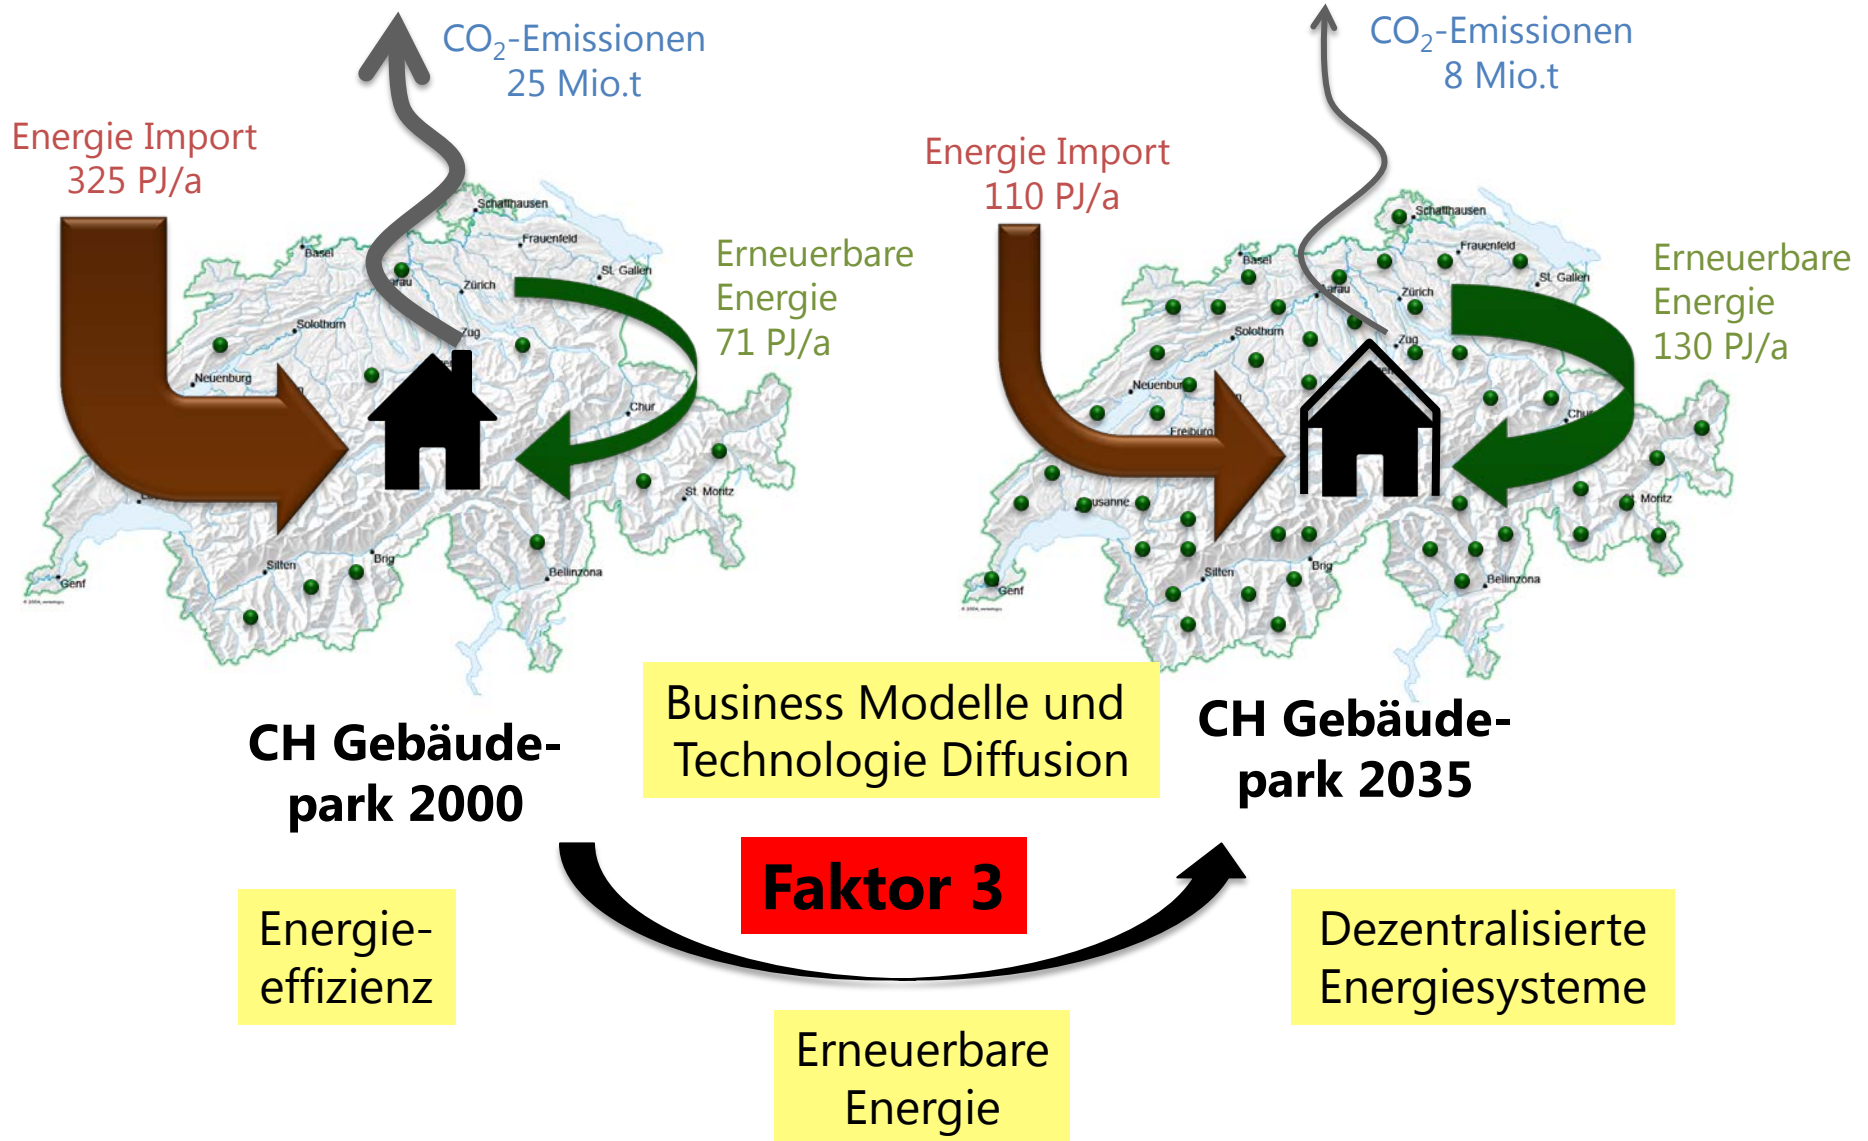 CO₂-Emissionen
25 Mio.t
Energie Import
325 PJ/a
Erneuerbare
Energie
71 PJ/a
Schaffhausen
Basel
Frauenfeld
St. Gallen
Zürich
Solothurn
Zug
Neuenburg
Chur
St. Moritz
Brig
Sitten
Bellinzona
Genf
CH Gebäude-
park 2000
CO₂-Emissionen
8 Mio.t
Energie Import
110 PJ/a
Erneuerbare
Energie
130 PJ/a
Schaffhausen
Basel
Frauenfeld
St. Gallen
Aarau
Zürich
Solothurn
Zug
Neuenburg
Freiburg
Brig
Sitten
Bellinzona
Genf
CH Gebäude-
park 2035
Business Modelle und
Technologie Diffusion
Faktor 3
Energie-
effizienz
Dezentralisierte
Energiesysteme
Erneuerbare
Energie